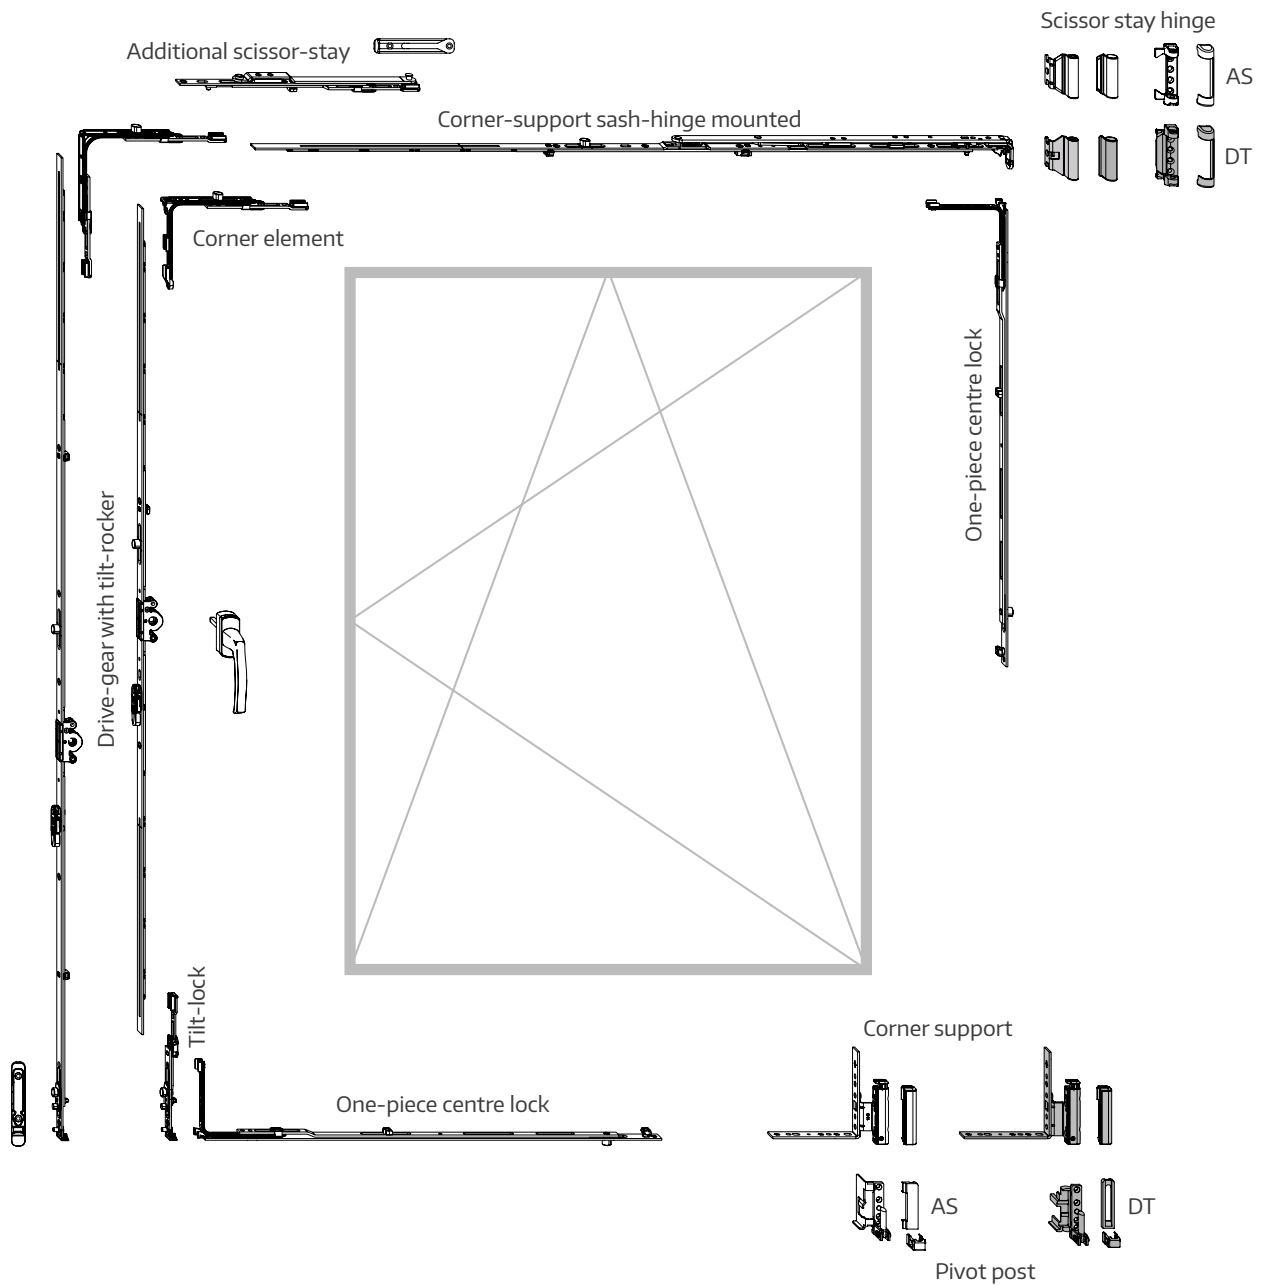 Scissor stay hinge
Additional scissor-stay
AS
Corner-support sash-hinge mounted
DT
Corner element
One-piece centre lock
Drive-gear with tilt-rocker
Tilt-lock
Corner support
One-piece centre lock
AS
DT
Pivot post